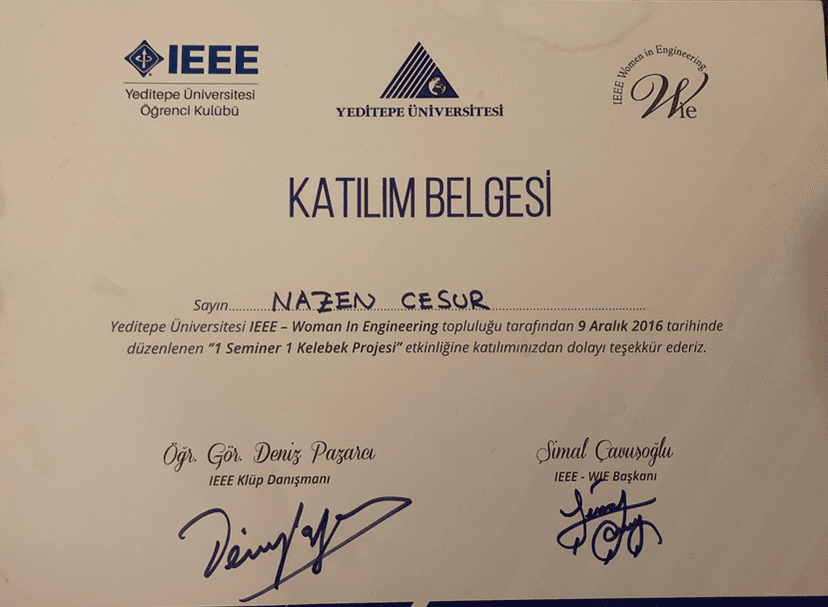 IEEE
Yeditepe Üniversitesi
Öğrenci Kulübü
YEDİTEPE ÜNİVERSİTESİ
IEEE Women in Engineering
Wie
KATILIM BELGESİ
Sayın.......NAZEN CESUR.......
Yeditepe Üniversitesi IEEE – Woman In Engineering topluluğu tarafından 9 Aralık 2016 tarihinde
düzenlenen “1 Seminer 1 Kelebek Projesi” etkinliğine katılımınızdan dolayı teşekkür ederiz.
Öğr. Gör. Deniz Pazarcı
IEEE Klüp Danışmanı
Şimal Çavuşoğlu
IEEE - WIE Başkanı